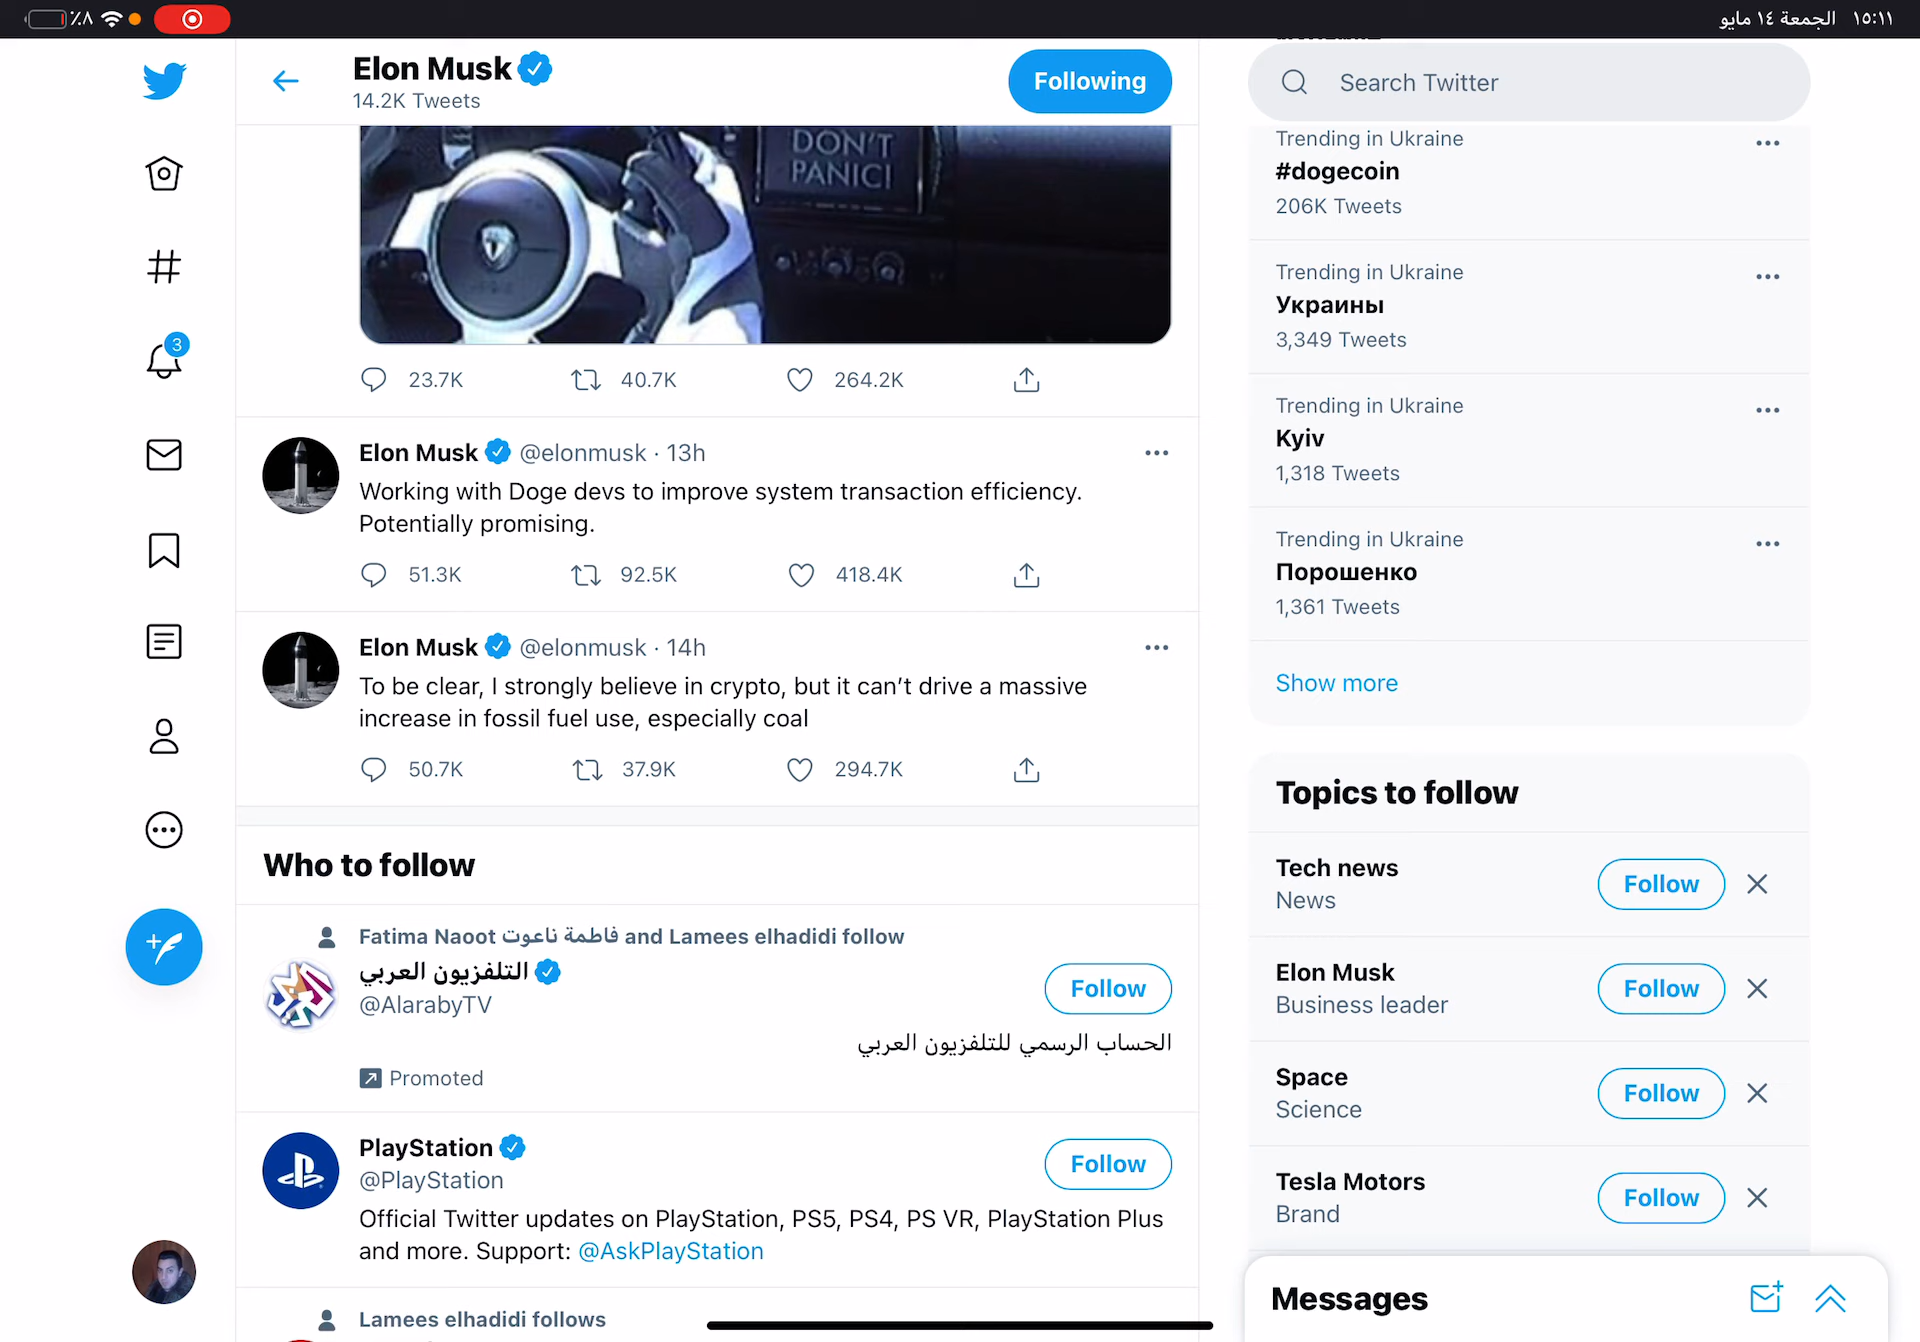 ٪٨
الجمعة ١٤ مايو ١٥:١١
Elon Musk
14.2K Tweets
Following
Search Twitter
3
DON'T
PANIC!
23.7K 40.7K 264.2K
Elon Musk @elonmusk · 13h
Working with Doge devs to improve system transaction efficiency.
Potentially promising.
51.3K 92.5K 418.4K
Elon Musk @elonmusk · 14h
To be clear, I strongly believe in crypto, but it can’t drive a massive
increase in fossil fuel use, especially coal
50.7K 37.9K 294.7K
Who to follow
Fatima Naoot فاطمة ناعوت and Lamees elhadidi follow
التلفزيون العربي
@AlarabyTV
Follow
الحساب الرسمي للتلفزيون العربي
Promoted
PlayStation
@PlayStation
Follow
Official Twitter updates on PlayStation, PS5, PS4, PS VR, PlayStation Plus
and more. Support: @AskPlayStation
Lamees elhadidi follows
Trending in Ukraine
#dogecoin
206K Tweets
Trending in Ukraine
Украины
3,349 Tweets
Trending in Ukraine
Kyiv
1,318 Tweets
Trending in Ukraine
Порошенко
1,361 Tweets
Show more
Topics to follow
Tech news
News
Follow
Elon Musk
Business leader
Follow
Space
Science
Follow
Tesla Motors
Brand
Follow
Messages